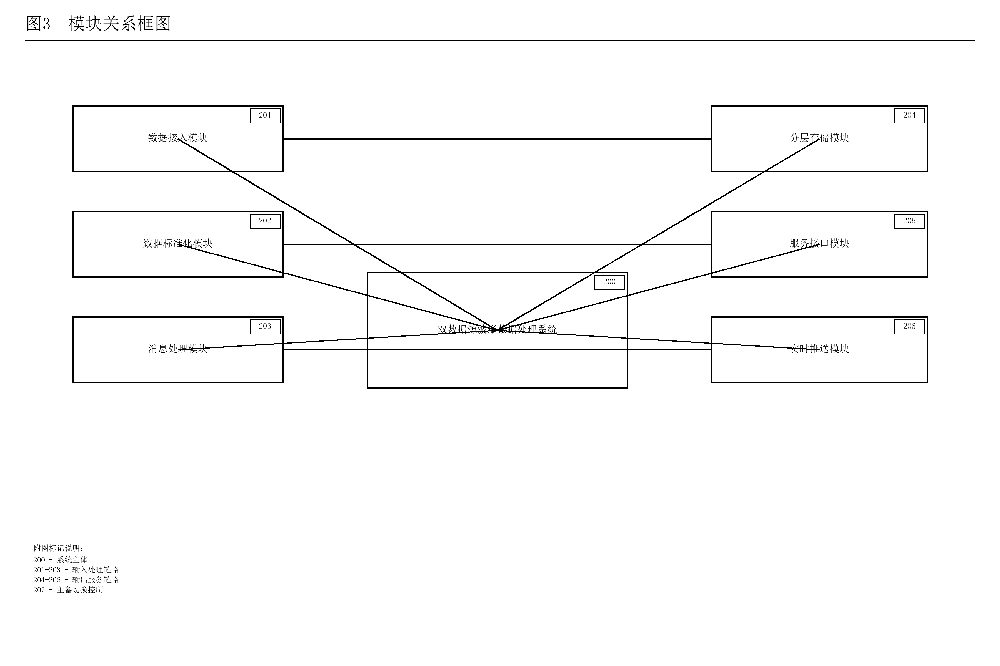 图3 模块关系框图
201
数据接入模块
204
分层存储模块
202
数据标准化模块
205
服务接口模块
200
双数据源波形数据处理系统
203
消息处理模块
206
实时推送模块
附图标记说明：
200 - 系统主体
201-203 - 输入处理链路
204-206 - 输出服务链路
207 - 主备切换控制